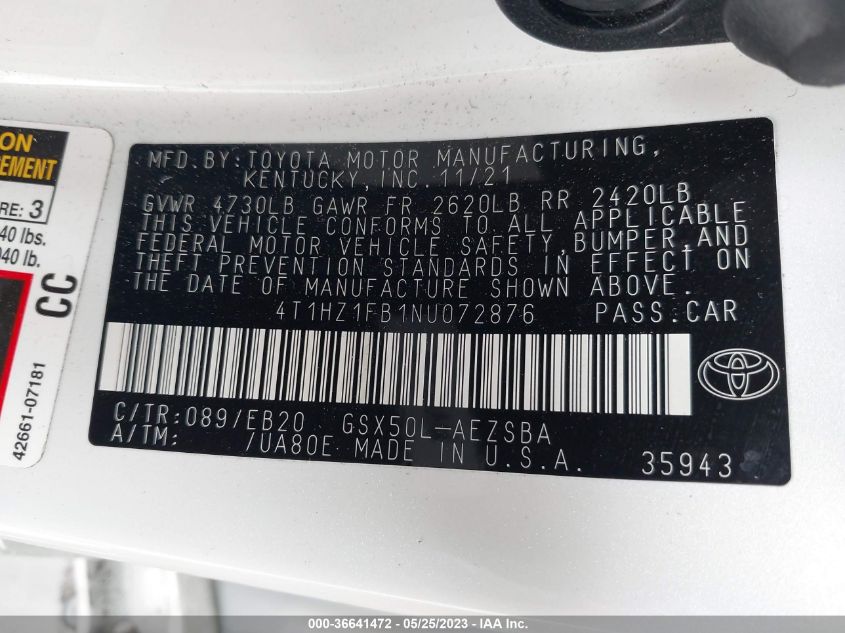 ON
GEMENT
RE: 3
40 lbs.
040 lb.
CC
42661-07181
MFD.BY:TOYOTA MOTOR MANUFACTURING,
KENTUCKY,INC.11/21
GVWR 4730LB GAWR FR 2620LB RR 2420LB
THIS VEHICLE CONFORMS TO ALL APPLICABLE
FEDERAL MOTOR VEHICLE SAFETY,BUMPER,AND
THEFT PREVENTION STANDARDS IN EFFECT ON
THE DATE OF MANUFACTURE SHOWN ABOVE.
4T1HZ1FB1NU072876 PASS.CAR
C/TR:089/EB20 GSX50L-AEZSBA
A/TM: /UA80E MADE IN U.S.A. 35943
000-36641472 - 05/25/2023 - IAA Inc.